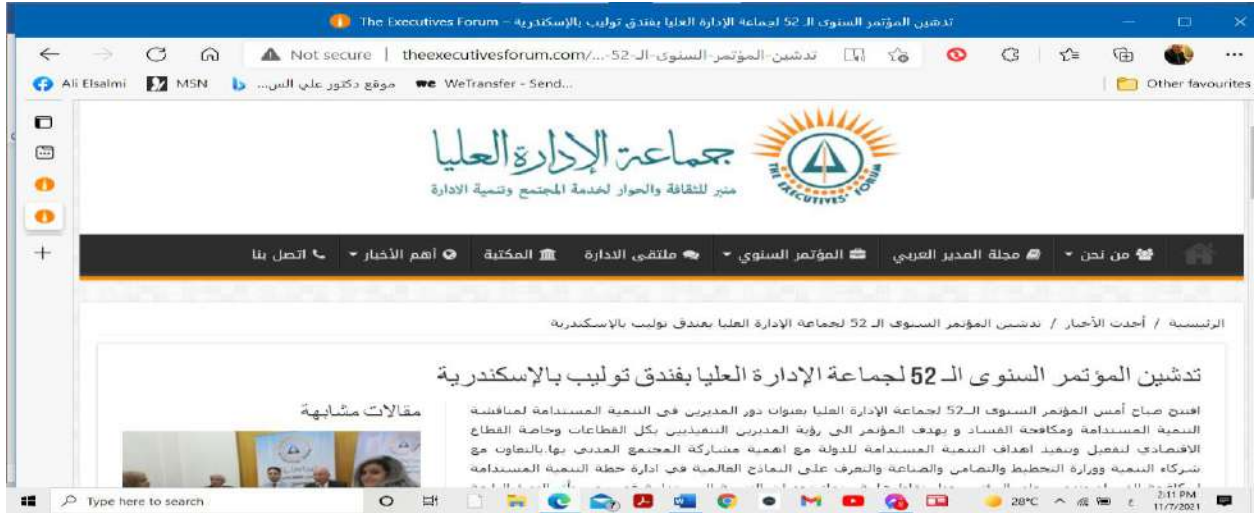 تدشين المؤتمر السنوى الـ 52 لجماعة الإدارة العليا بفندق توليب بالإسكندرية – The Executives Forum
Not secure | theexecutivesforum.com/...-52-تدشين-المؤتمر-السنوى-الـ
Ali Elsalmi MSN موقع دكتور علي الس... WeTransfer - Send... Other favourites
جماعة الإدارة العليا
منبر للثقافة والحوار لخدمة المجتمع وتنمية الادارة
THE EXECUTIVES' FORUM
من نحن مجلة المدير العربي المؤتمر السنوي ملتقى الادارة المكتبة أهم الأخبار اتصل بنا
الرئيسية / أحدث الأخبار / تدشين المؤتمر السنوى الـ 52 لجماعة الإدارة العليا بفندق توليب بالإسكندرية
تدشين المؤتمر السنوى الـ 52 لجماعة الإدارة العليا بفندق توليب بالإسكندرية
افتتح صباح أمس المؤتمر السنوى الـ52 لجماعة الإدارة العليا بعنوان دور المديرين فى التنمية المستدامة لمناقشة
التنمية المستدامة ومكافحة الفساد و يهدف المؤتمر الى رؤية المديرين التنفيذيين بكل القطاعات وخاصة القطاع
الاقتصادي لتفعيل وتنفيذ اهداف التنمية المستدامة للدولة مع اهمية مشاركة المجتمع المدنى بها.بالتعاون مع
شركاء التنمية ووزارة التخطيط والتضامن والصناعة والتعرف على النماذج العالمية فى ادارة خطة التنمية المستدامة
مقالات مشابهة
Type here to search
28°C
2:11 PM
11/7/2021